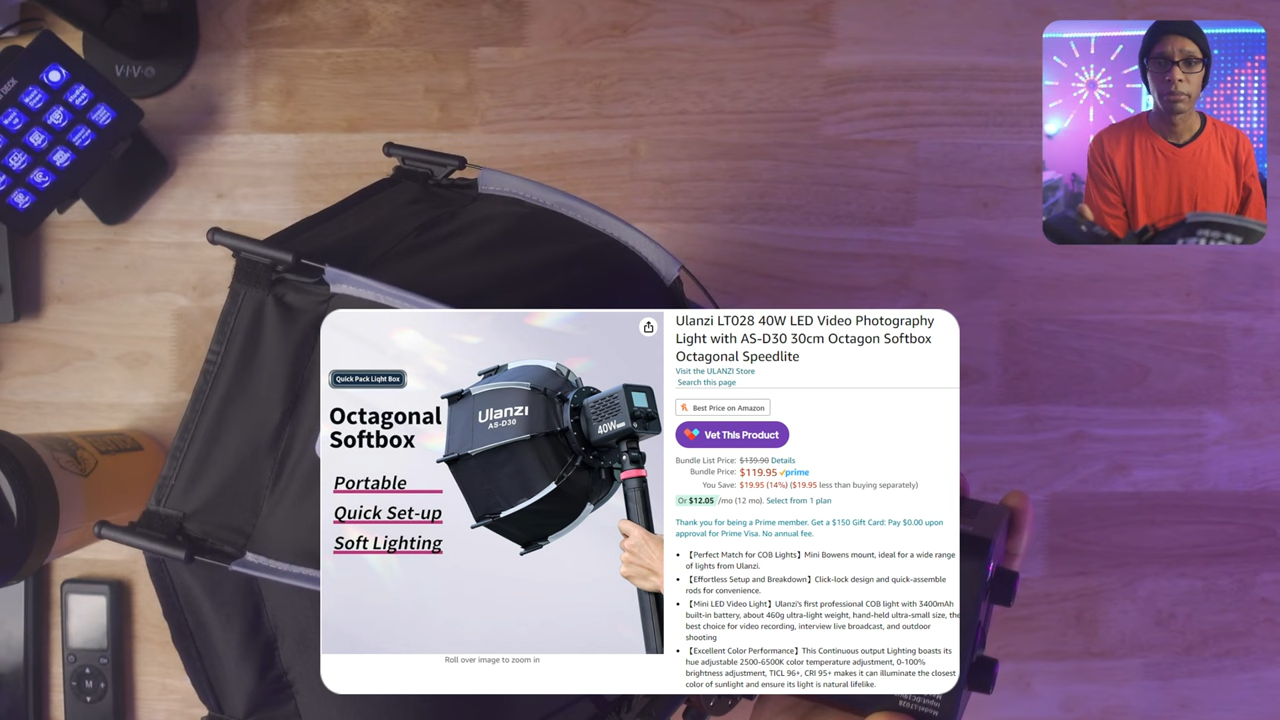 VIVO
DECK
Quick Pack Light Box
Octagonal
Softbox
Portable
Quick Set-up
Soft Lighting
Ulanzi
AS-D30
40W
Roll over image to zoom in
Ulanzi LT028 40W LED Video Photography
Light with AS-D30 30cm Octagon Softbox
Octagonal Speedlite
Visit the ULANZI Store
Search this page
Best Price on Amazon
Vet This Product
Bundle List Price: $139.90 Details
Bundle Price: $119.95 prime
You Save: $19.95 (14%) ($19.95 less than buying separately)
Or $12.05 /mo (12 mo). Select from 1 plan
Thank you for being a Prime member. Get a $150 Gift Card: Pay $0.00 upon
approval for Prime Visa. No annual fee.
• 【Perfect Match for COB Lights】Mini Bowens mount, ideal for a wide range
of lights from Ulanzi.
• 【Effortless Setup and Breakdown】Click-lock design and quick-assemble
rods for convenience.
• 【Mini LED Video Light】Ulanzi's first professional COB light with 3400mAh
built-in battery, about 460g ultra-light weight, hand-held ultra-small size, the
best choice for video recording, interview live broadcast, and outdoor
shooting
• 【Excellent Color Performance】This Continuous output Lighting boasts its
hue adjustable 2500-6500K color temperature adjustment, 0-100%
brightness adjustment, TICL 96+, CRI 95+ makes it can illuminate the closest
color of sunlight and ensure its light is natural lifelike.
M
Model:LT028